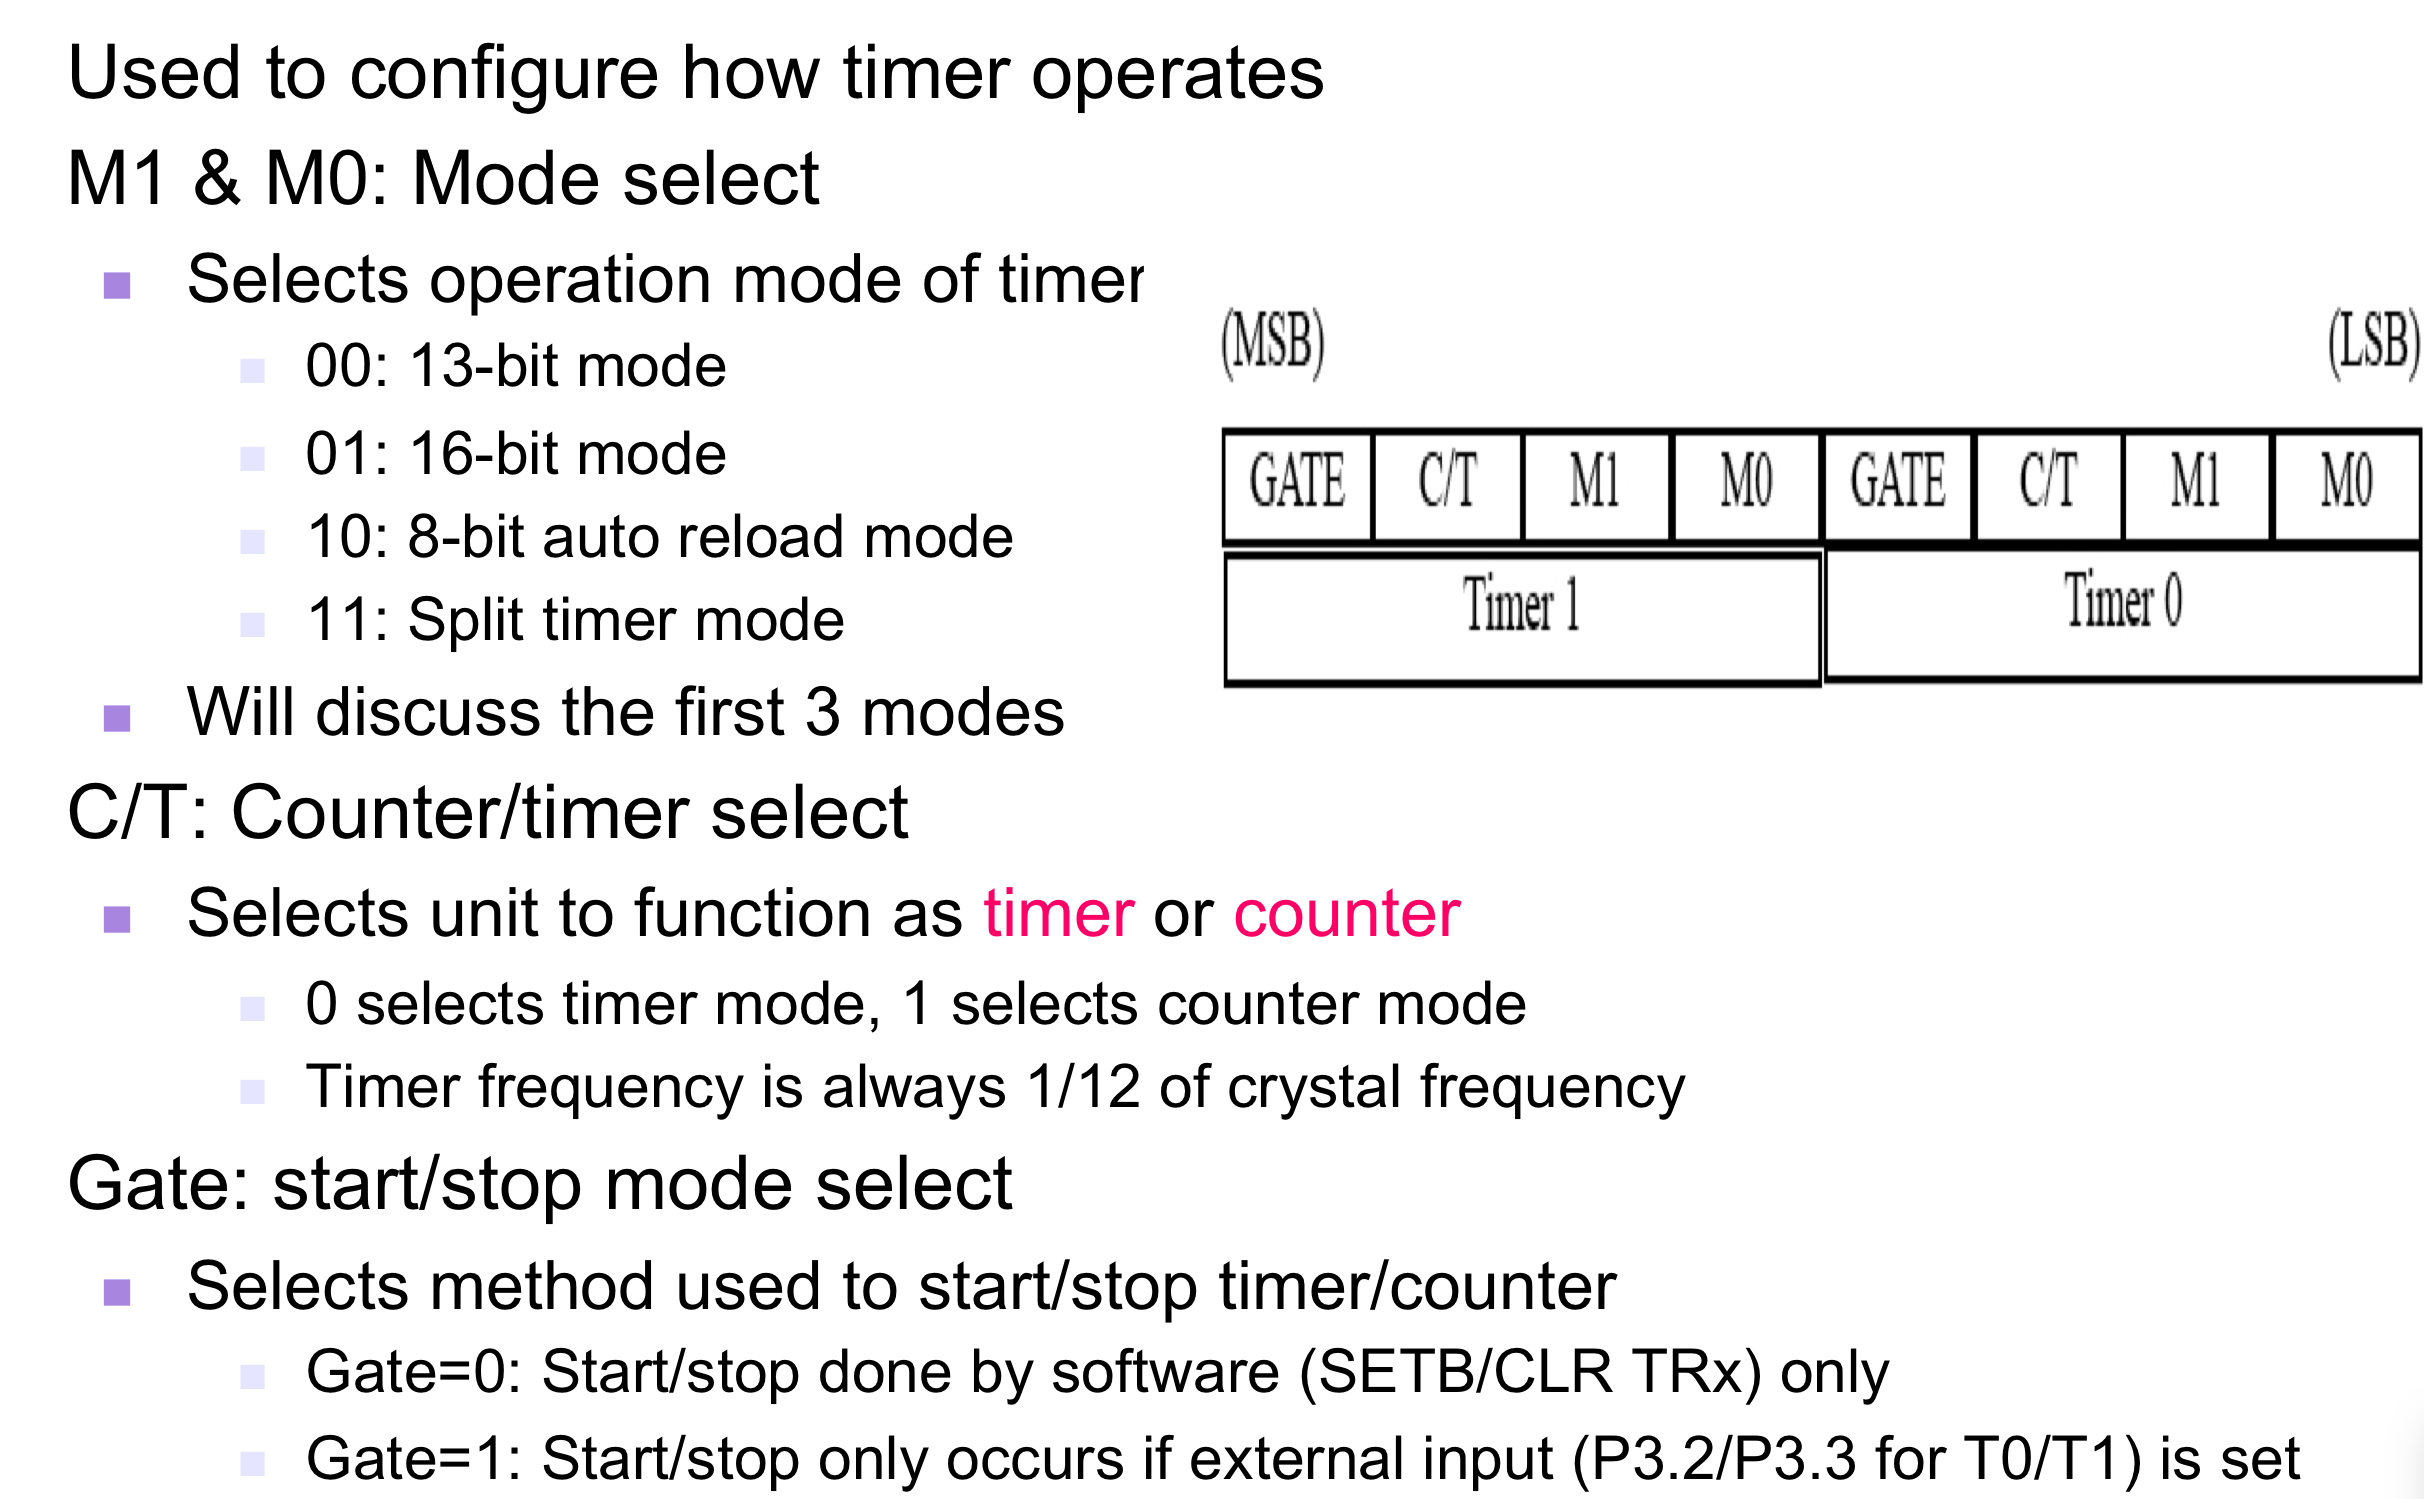 Used to configure how timer operates
M1 & M0: Mode select
Selects operation mode of timer
00: 13-bit mode
01: 16-bit mode
10: 8-bit auto reload mode
11: Split timer mode
Will discuss the first 3 modes
(MSB) (LSB)
GATE C/T M1 M0 GATE C/T M1 M0
Timer 1 Timer 0
C/T: Counter/timer select
Selects unit to function as timer or counter
0 selects timer mode, 1 selects counter mode
Timer frequency is always 1/12 of crystal frequency
Gate: start/stop mode select
Selects method used to start/stop timer/counter
Gate=0: Start/stop done by software (SETB/CLR TRx) only
Gate=1: Start/stop only occurs if external input (P3.2/P3.3 for T0/T1) is set